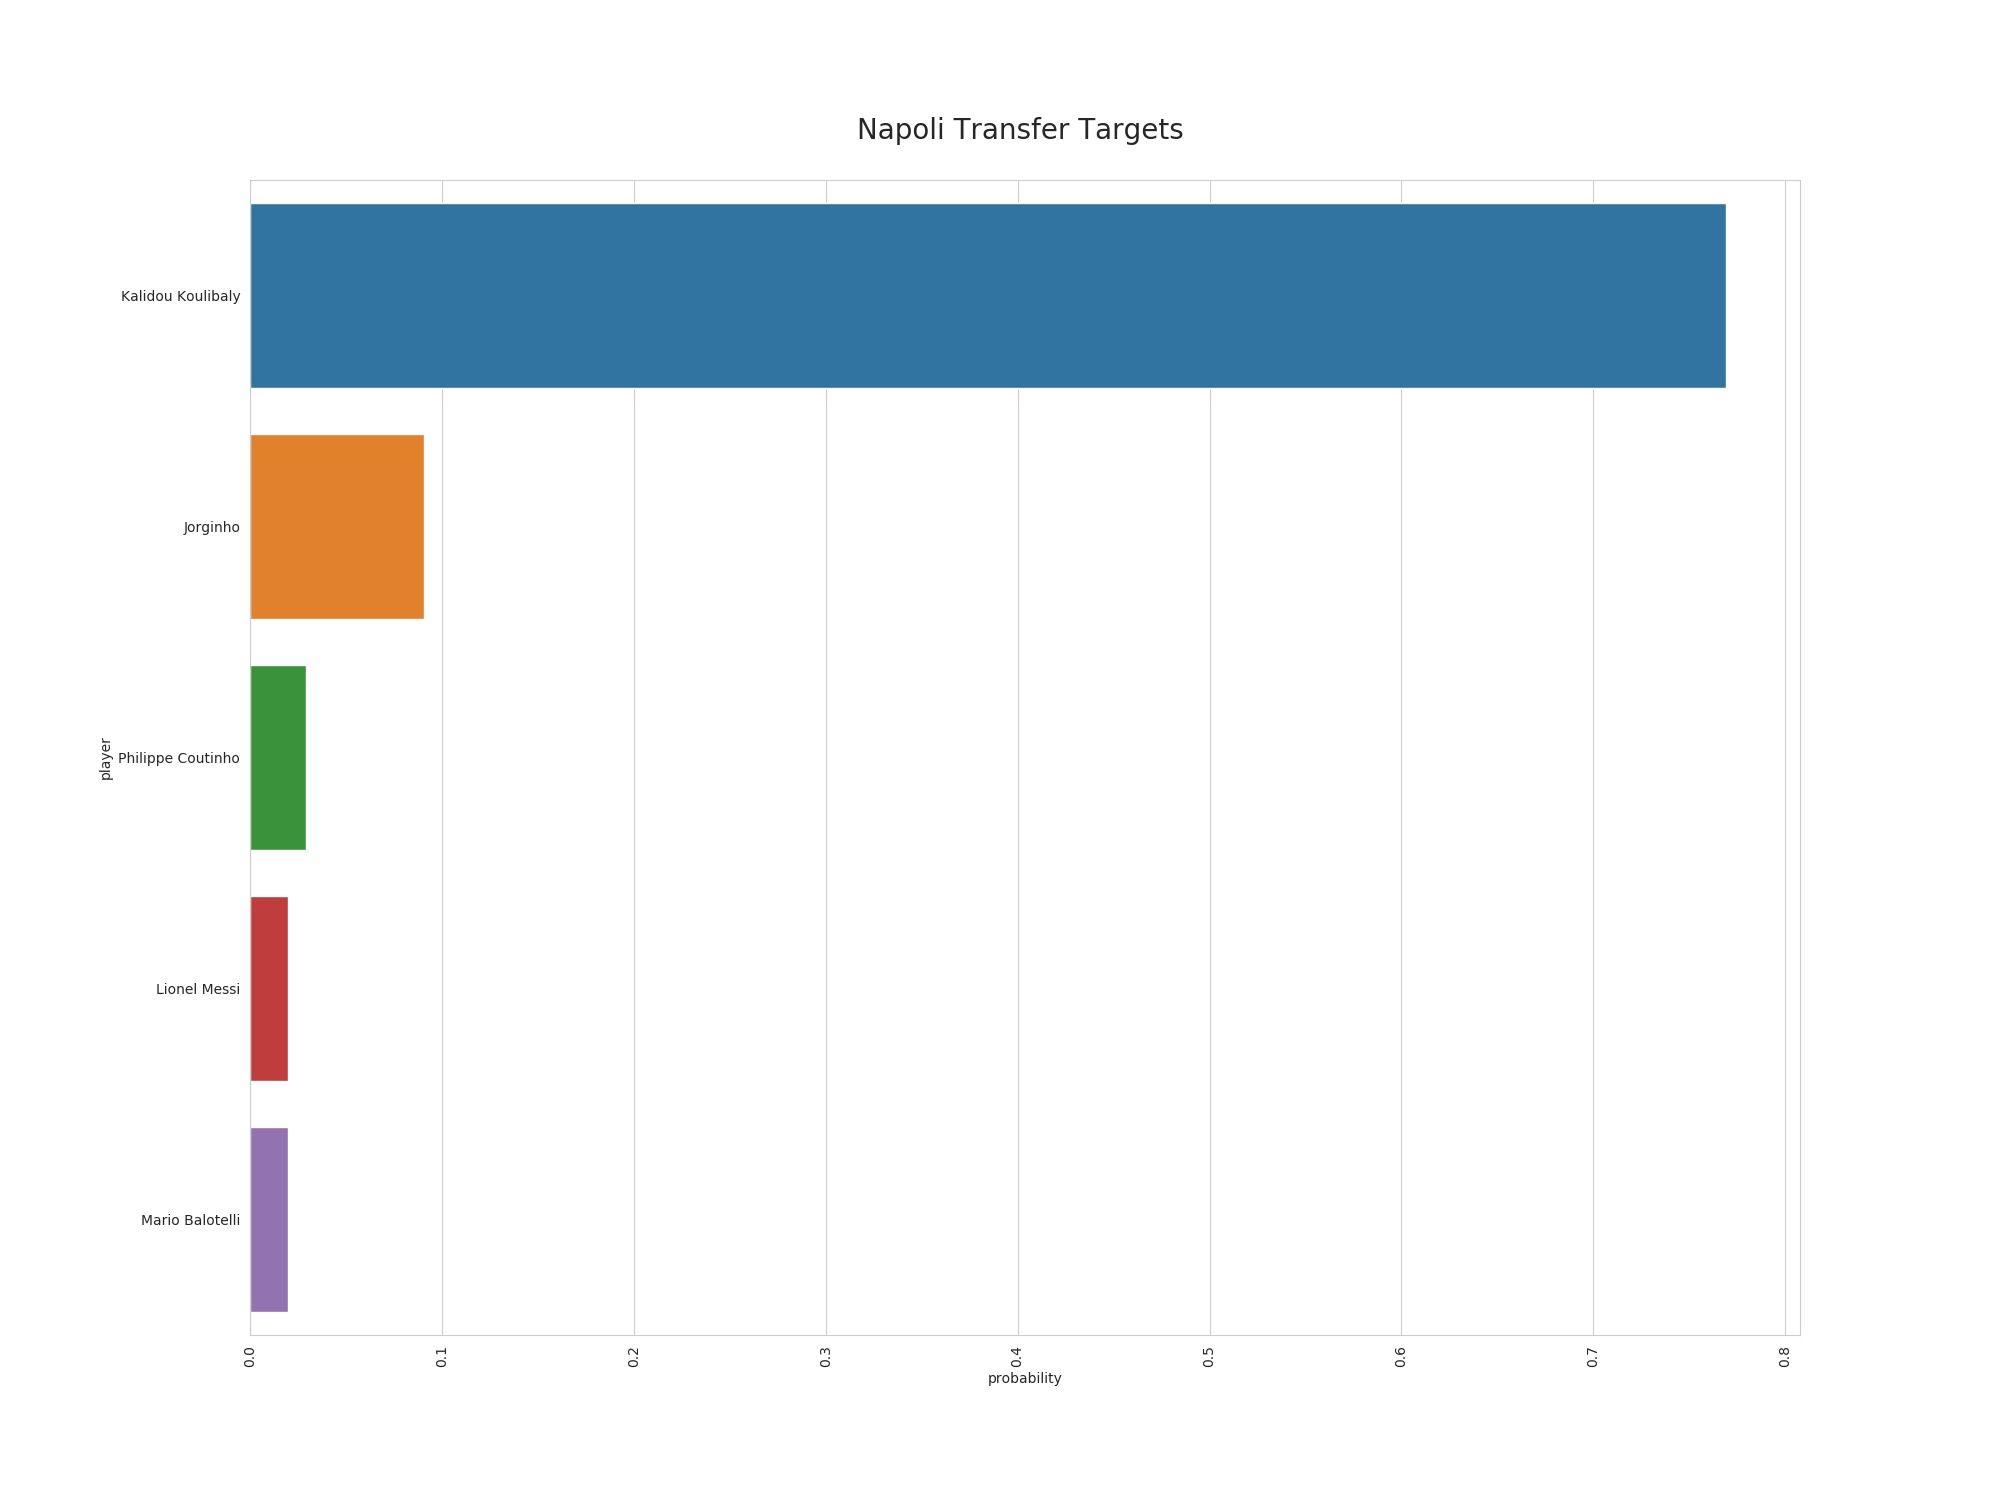 Napoli Transfer Targets
Kalidou Koulibaly
Jorginho
player
Philippe Coutinho
Lionel Messi
Mario Balotelli
0.0
0.1
0.2
0.3
0.4
0.5
0.6
0.7
0.8
probability